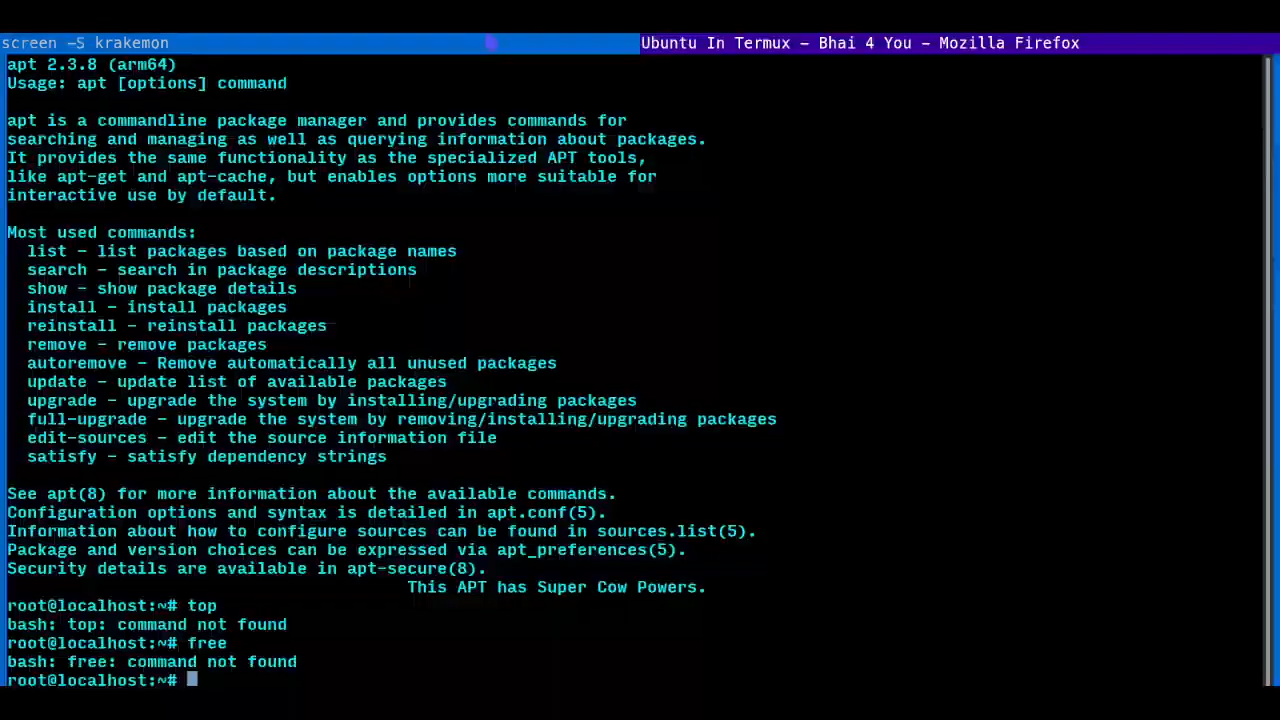 screen -S krakemon
Ubuntu In Termux - Bhai 4 You - Mozilla Firefox
apt 2.3.8 (arm64)
Usage: apt [options] command
apt is a commandline package manager and provides commands for
searching and managing as well as querying information about packages.
It provides the same functionality as the specialized APT tools,
like apt-get and apt-cache, but enables options more suitable for
interactive use by default.
Most used commands:
  list - list packages based on package names
  search - search in package descriptions
  show - show package details
  install - install packages
  reinstall - reinstall packages
  remove - remove packages
  autoremove - Remove automatically all unused packages
  update - update list of available packages
  upgrade - upgrade the system by installing/upgrading packages
  full-upgrade - upgrade the system by removing/installing/upgrading packages
  edit-sources - edit the source information file
  satisfy - satisfy dependency strings
See apt(8) for more information about the available commands.
Configuration options and syntax is detailed in apt.conf(5).
Information about how to configure sources can be found in sources.list(5).
Package and version choices can be expressed via apt_preferences(5).
Security details are available in apt-secure(8).
This APT has Super Cow Powers.
root@localhost:~# top
bash: top: command not found
root@localhost:~# free
bash: free: command not found
root@localhost:~#